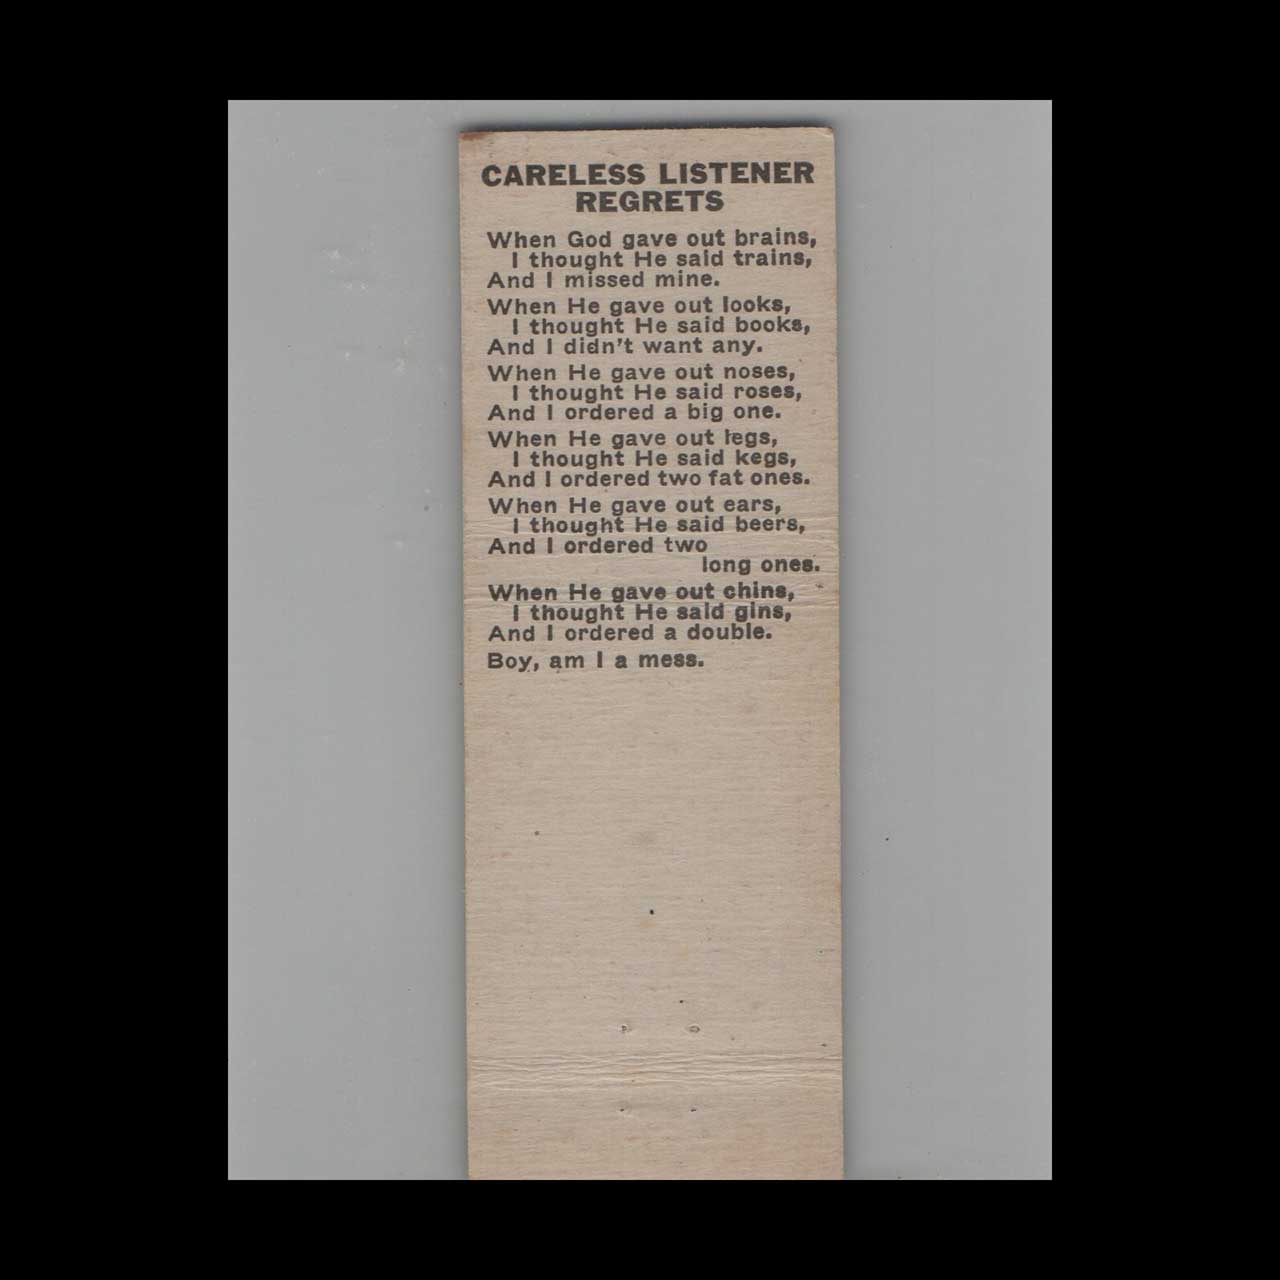 CARELESS LISTENER
REGRETS
When God gave out brains,
I thought He said trains,
And I missed mine.
When He gave out looks,
I thought He said books,
And I didn't want any.
When He gave out noses,
I thought He said roses,
And I ordered a big one.
When He gave out legs,
I thought He said kegs,
And I ordered two fat ones.
When He gave out ears,
I thought He said beers,
And I ordered two
long ones.
When He gave out chins,
I thought He said gins,
And I ordered a double.
Boy, am I a mess.